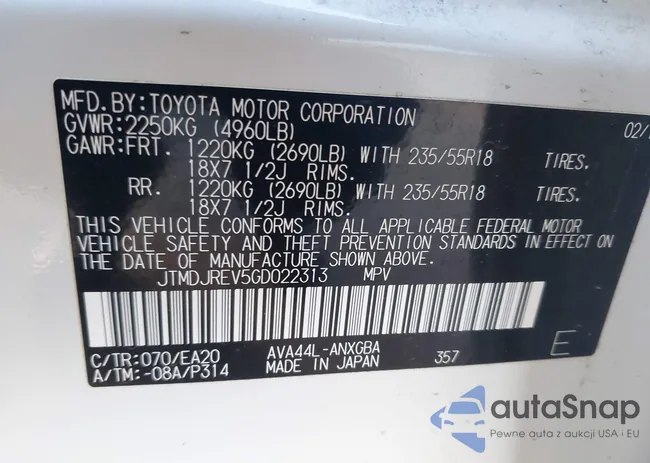 MFD.BY:TOYOTA MOTOR CORPORATION
GVWR:2250KG (4960LB) 02/1
GAWR:FRT. 1220KG (2690LB) WITH 235/55R18 TIRES.
18X7 1/2J RIMS.
RR. 1220KG (2690LB) WITH 235/55R18 TIRES.
18X7 1/2J RIMS.
THIS VEHICLE CONFORMS TO ALL APPLICABLE FEDERAL MOTOR
VEHICLE SAFETY AND THEFT PREVENTION STANDARDS IN EFFECT ON
THE DATE OF MANUFACTURE SHOWN ABOVE.
JTMDJREV5GD022313 MPV
C/TR:070/EA20 AVA44L-ANXGBA 357 E
A/TM:-08A/P314 MADE IN JAPAN
autaSnap
Pewne auta z aukcji USA i EU